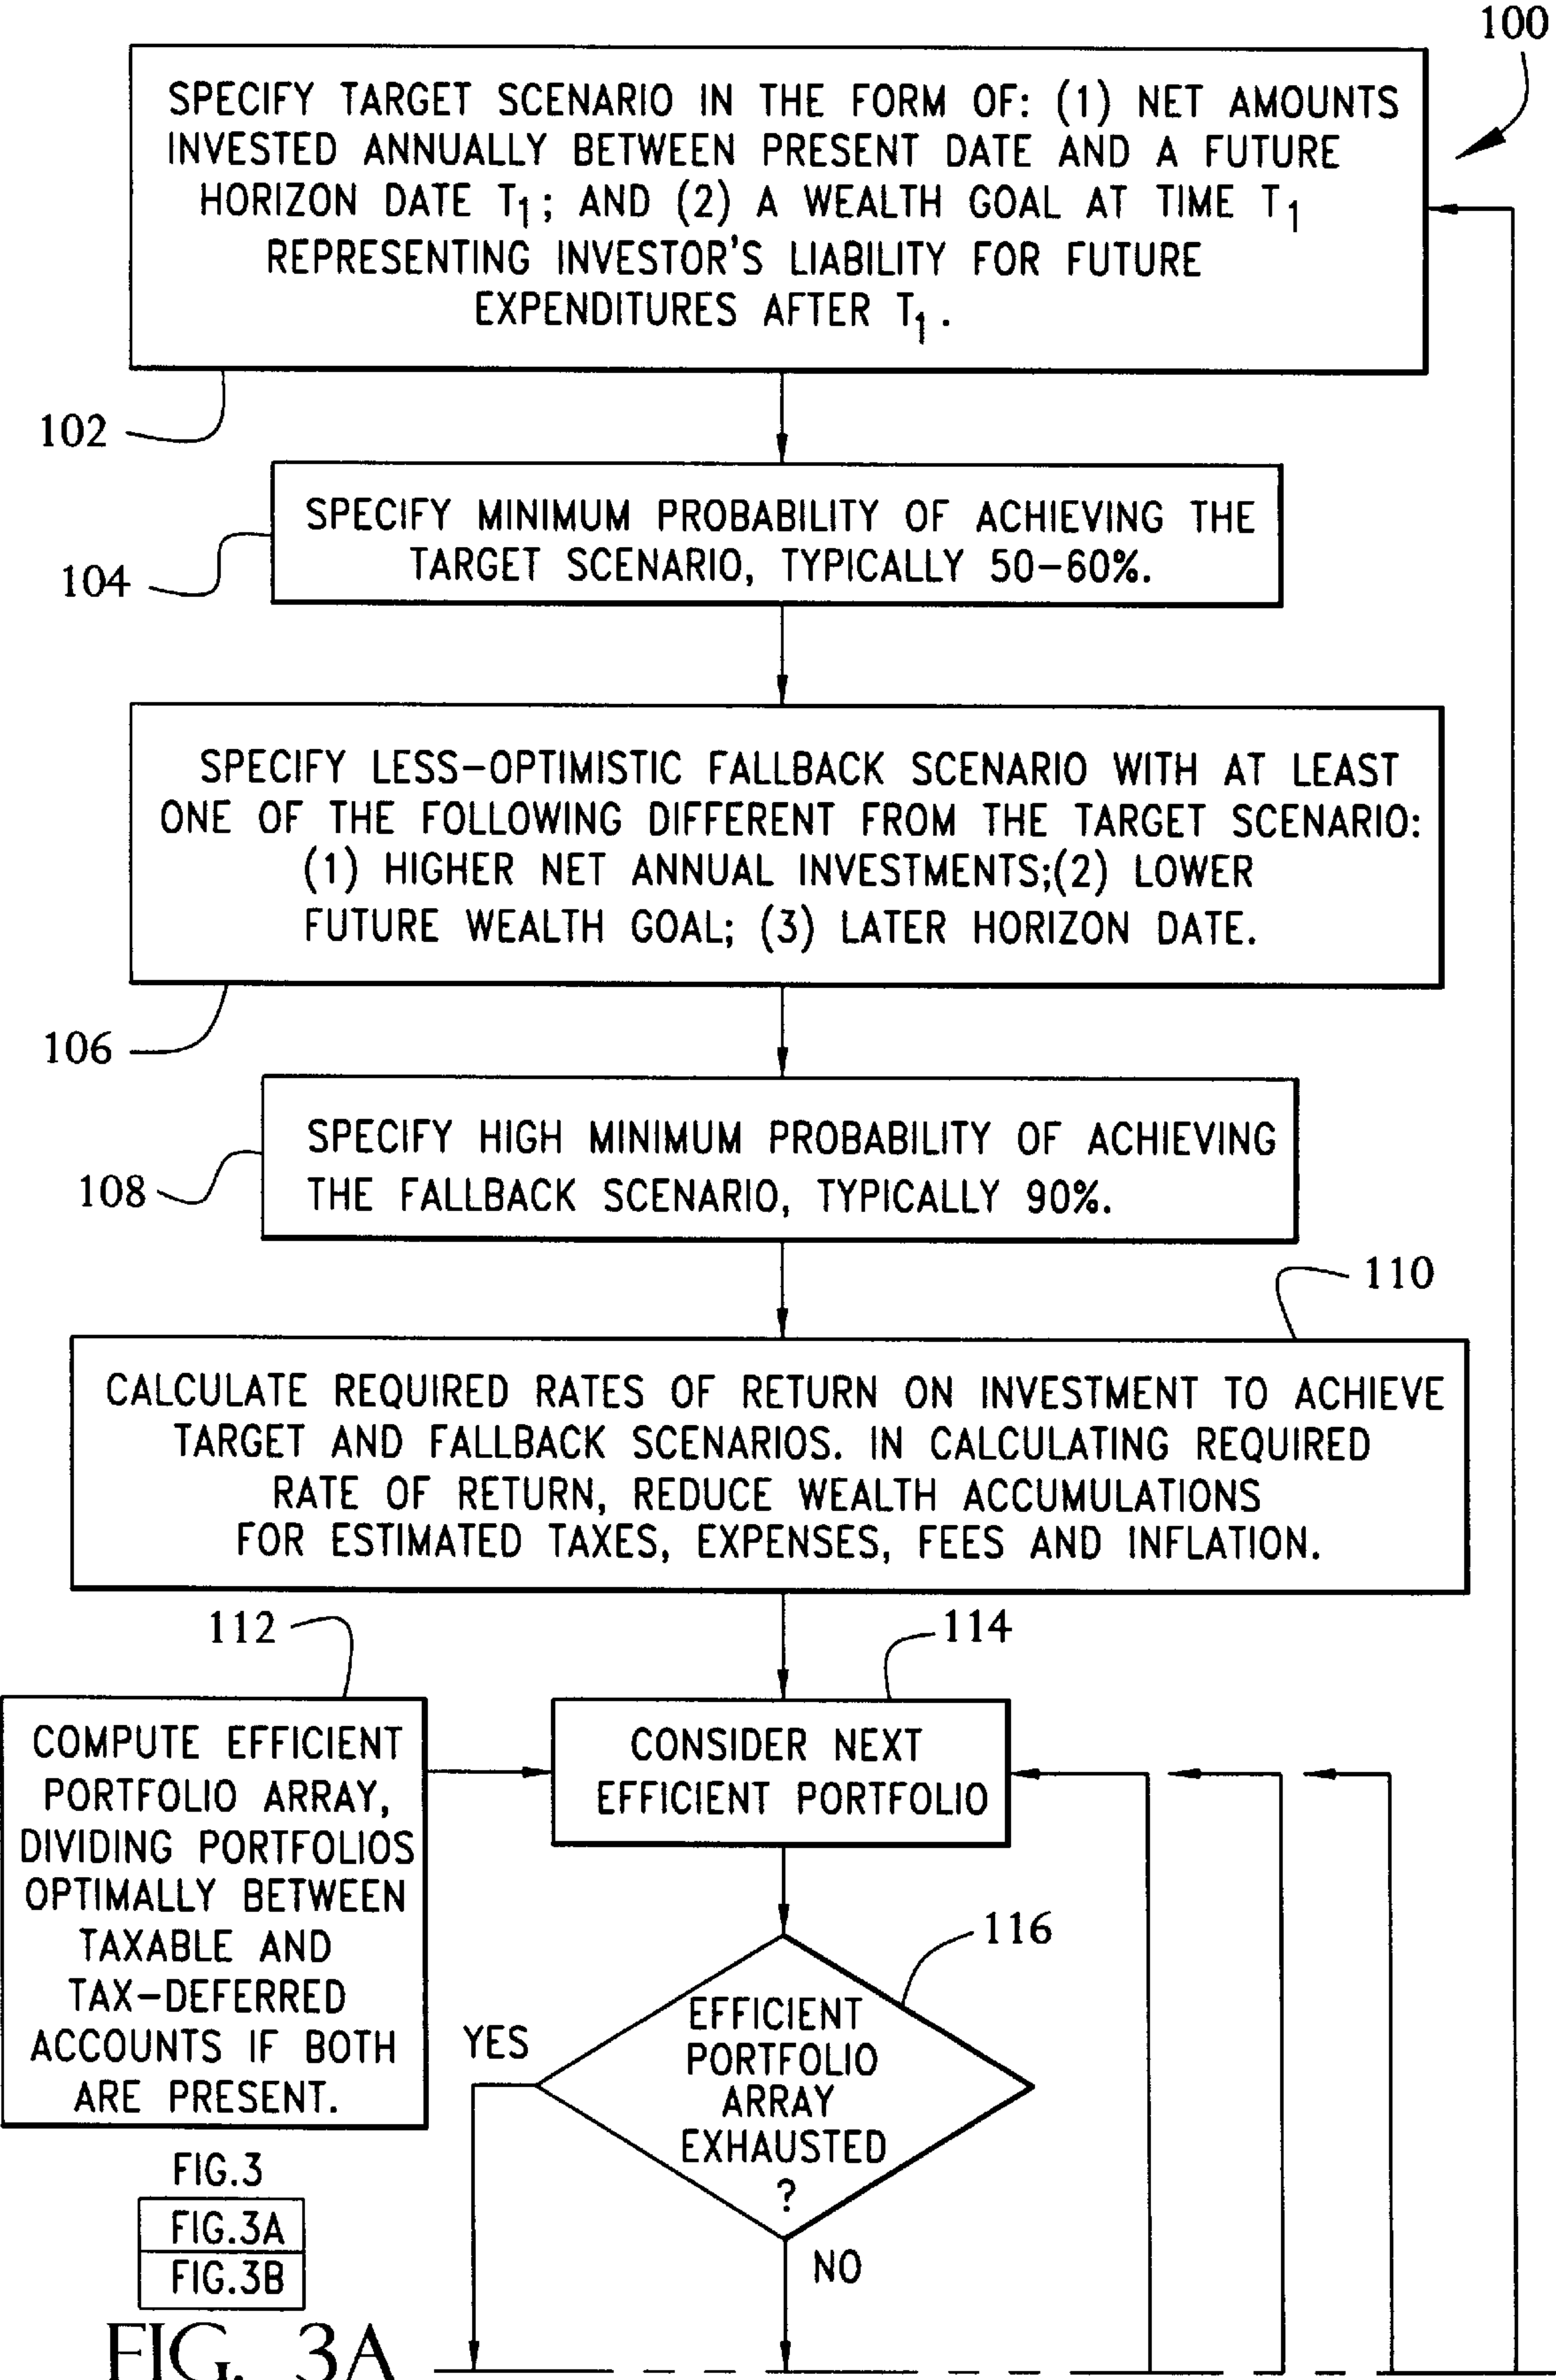 100
SPECIFY TARGET SCENARIO IN THE FORM OF: (1) NET AMOUNTS
INVESTED ANNUALLY BETWEEN PRESENT DATE AND A FUTURE
HORIZON DATE T1; AND (2) A WEALTH GOAL AT TIME T1
REPRESENTING INVESTOR'S LIABILITY FOR FUTURE
EXPENDITURES AFTER T1.
102
SPECIFY MINIMUM PROBABILITY OF ACHIEVING THE
TARGET SCENARIO, TYPICALLY 50-60%.
104
SPECIFY LESS-OPTIMISTIC FALLBACK SCENARIO WITH AT LEAST
ONE OF THE FOLLOWING DIFFERENT FROM THE TARGET SCENARIO:
(1) HIGHER NET ANNUAL INVESTMENTS;(2) LOWER
FUTURE WEALTH GOAL; (3) LATER HORIZON DATE.
106
SPECIFY HIGH MINIMUM PROBABILITY OF ACHIEVING
THE FALLBACK SCENARIO, TYPICALLY 90%.
108
110
CALCULATE REQUIRED RATES OF RETURN ON INVESTMENT TO ACHIEVE
TARGET AND FALLBACK SCENARIOS. IN CALCULATING REQUIRED
RATE OF RETURN, REDUCE WEALTH ACCUMULATIONS
FOR ESTIMATED TAXES, EXPENSES, FEES AND INFLATION.
112
114
COMPUTE EFFICIENT
PORTFOLIO ARRAY,
DIVIDING PORTFOLIOS
OPTIMALLY BETWEEN
TAXABLE AND
TAX-DEFERRED
ACCOUNTS IF BOTH
ARE PRESENT.
CONSIDER NEXT
EFFICIENT PORTFOLIO
116
EFFICIENT
PORTFOLIO
ARRAY
EXHAUSTED
?
YES
NO
FIG.3
FIG.3A
FIG.3B
FIG. 3A